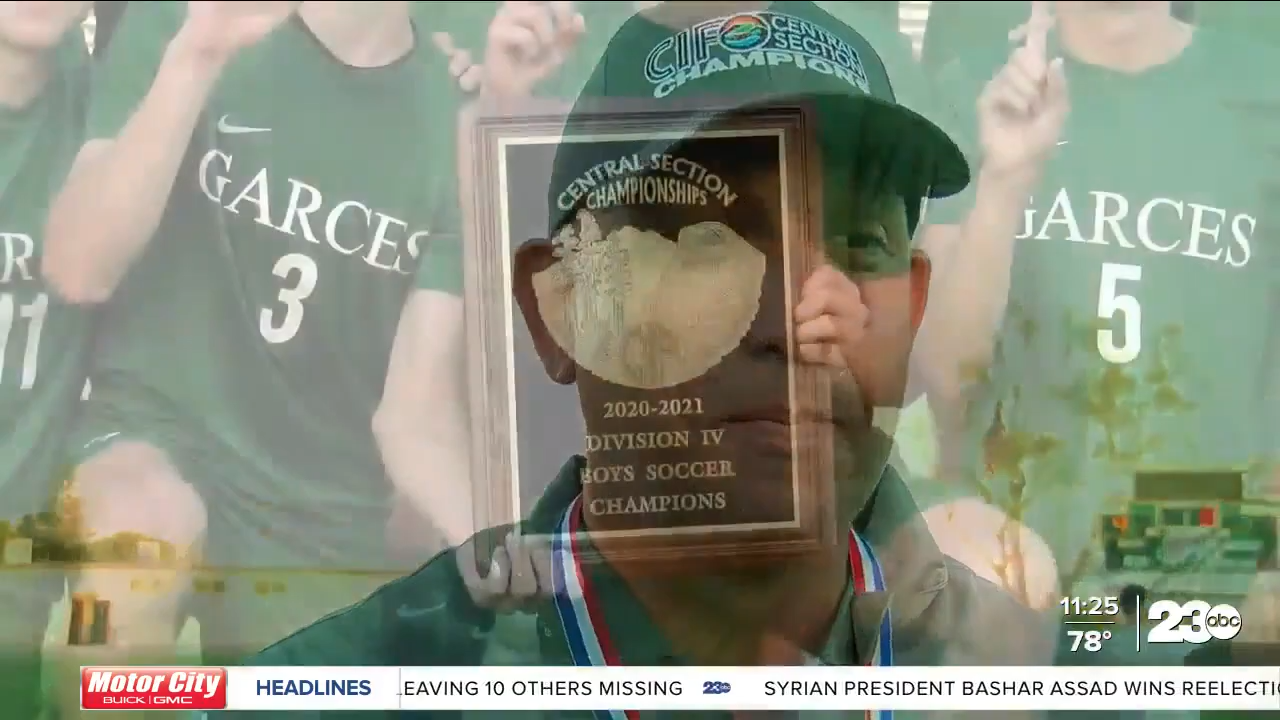 CIF CENTRAL
SECTION
CHAMPIONS
GARCES
3
GARCES
5
R
11
CENTRAL SECTION
CHAMPIONSHIPS
2020-2021
DIVISION IV
BOYS SOCCER
CHAMPIONS
11:25
78°
23 abc
Motor City
BUICK | GMC
HEADLINES
EAVING 10 OTHERS MISSING 23 SYRIAN PRESIDENT BASHAR ASSAD WINS REELECTI